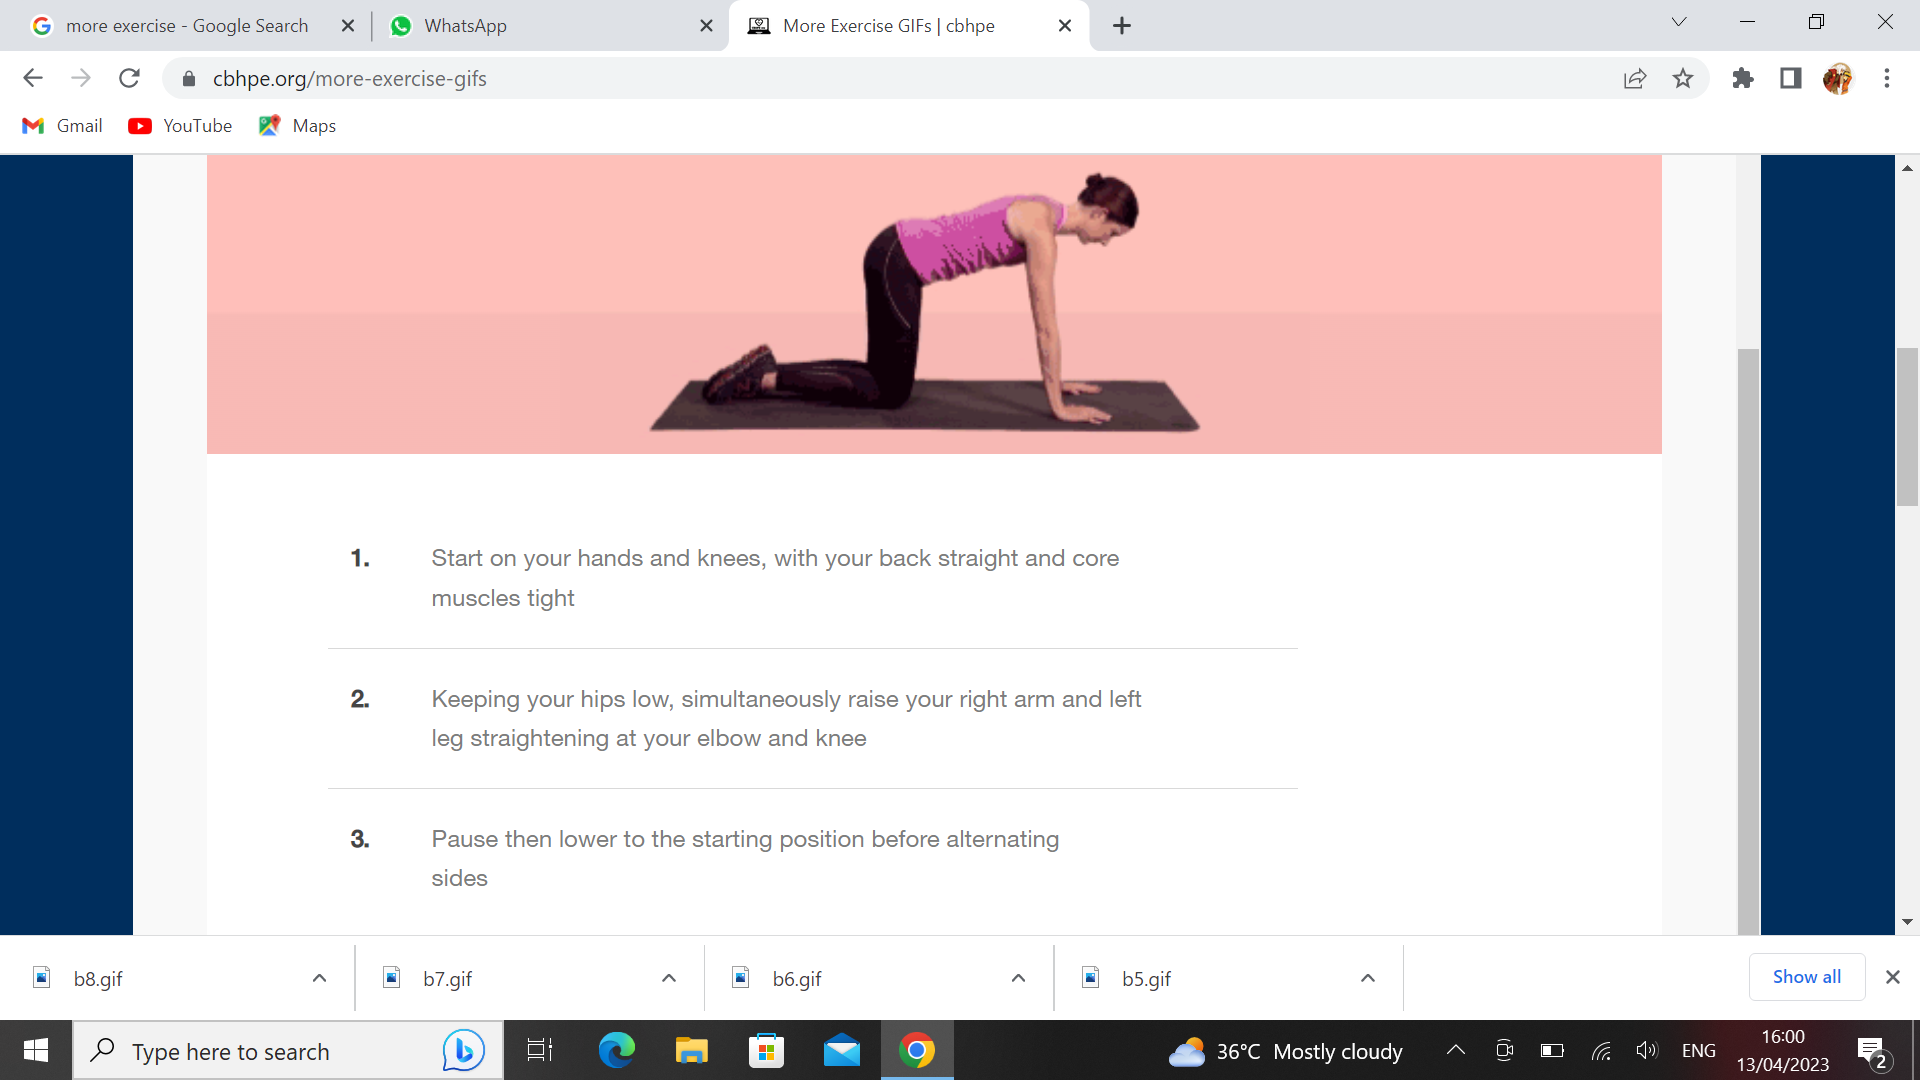 more exercise - Google Search
WhatsApp
More Exercise GIFs | cbhpe
cbhpe.org/more-exercise-gifs
Gmail
YouTube
Maps
1. Start on your hands and knees, with your back straight and core
muscles tight
2. Keeping your hips low, simultaneously raise your right arm and left
leg straightening at your elbow and knee
3. Pause then lower to the starting position before alternating
sides
b8.gif
b7.gif
b6.gif
b5.gif
Show all
Type here to search
36°C Mostly cloudy
ENG
16:00
13/04/2023
2